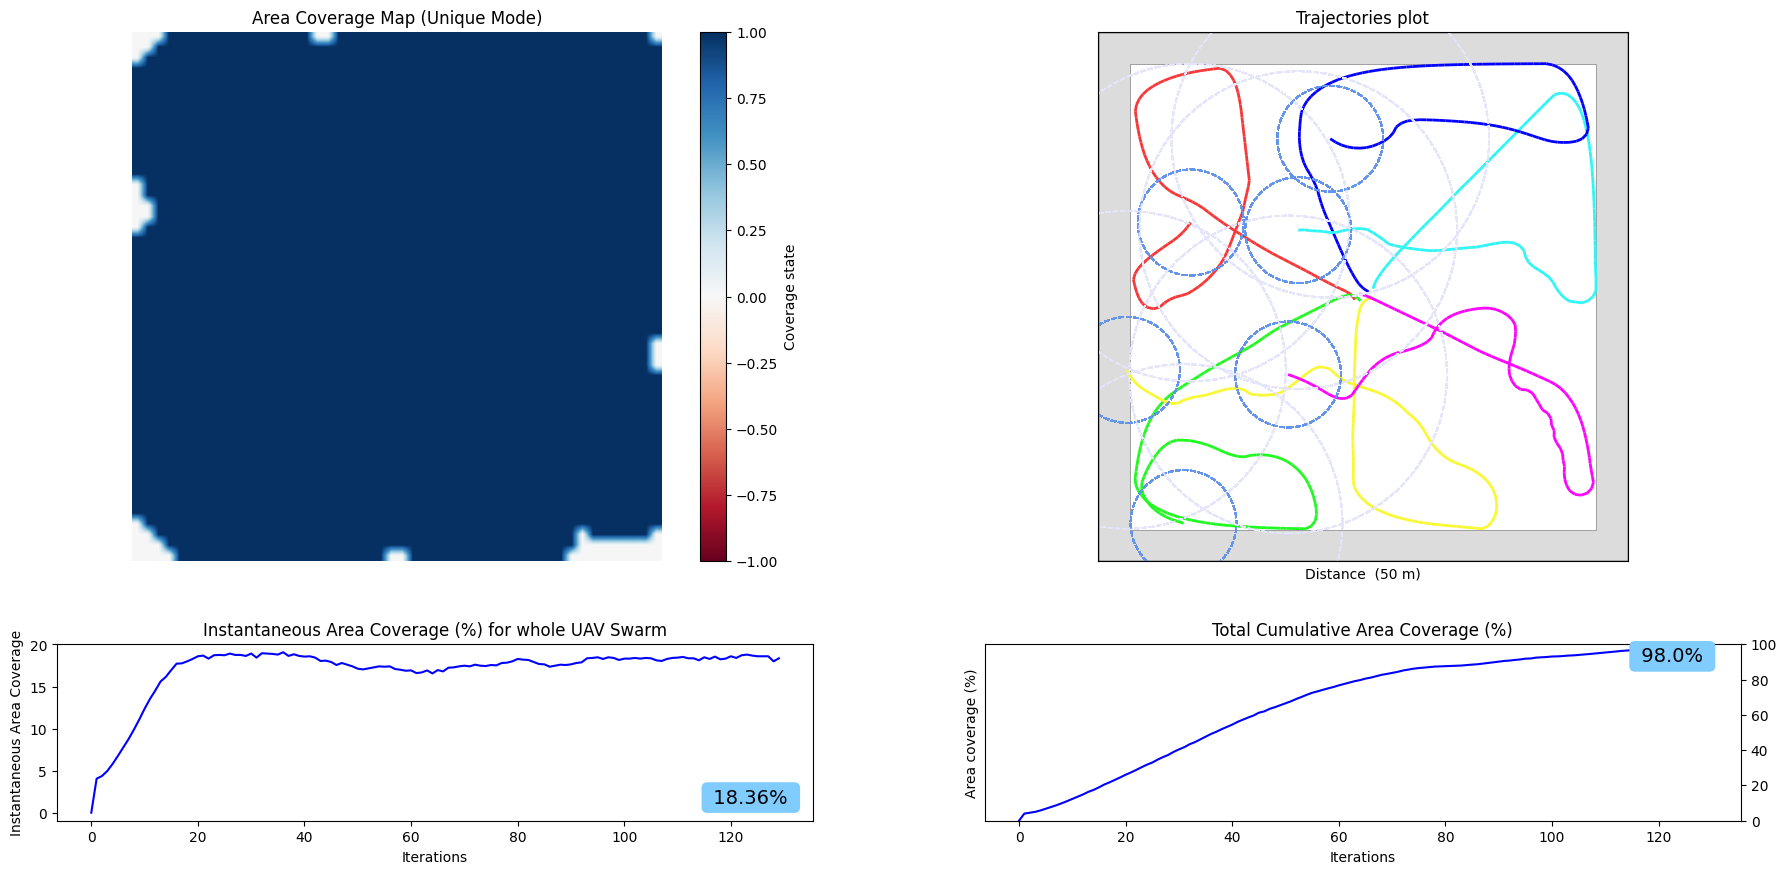 Area Coverage Map (Unique Mode)
1.00
0.75
0.50
0.25
0.00
−0.25
−0.50
−0.75
−1.00
Coverage state
Trajectories plot
Distance  (50 m)
Instantaneous Area Coverage (%) for whole UAV Swarm
Instantaneous Area Coverage
20
15
10
5
0
18.36%
0 20 40 60 80 100 120
Iterations
Total Cumulative Area Coverage (%)
Area coverage (%)
98.0%
100
80
60
40
20
0
0 20 40 60 80 100 120
Iterations